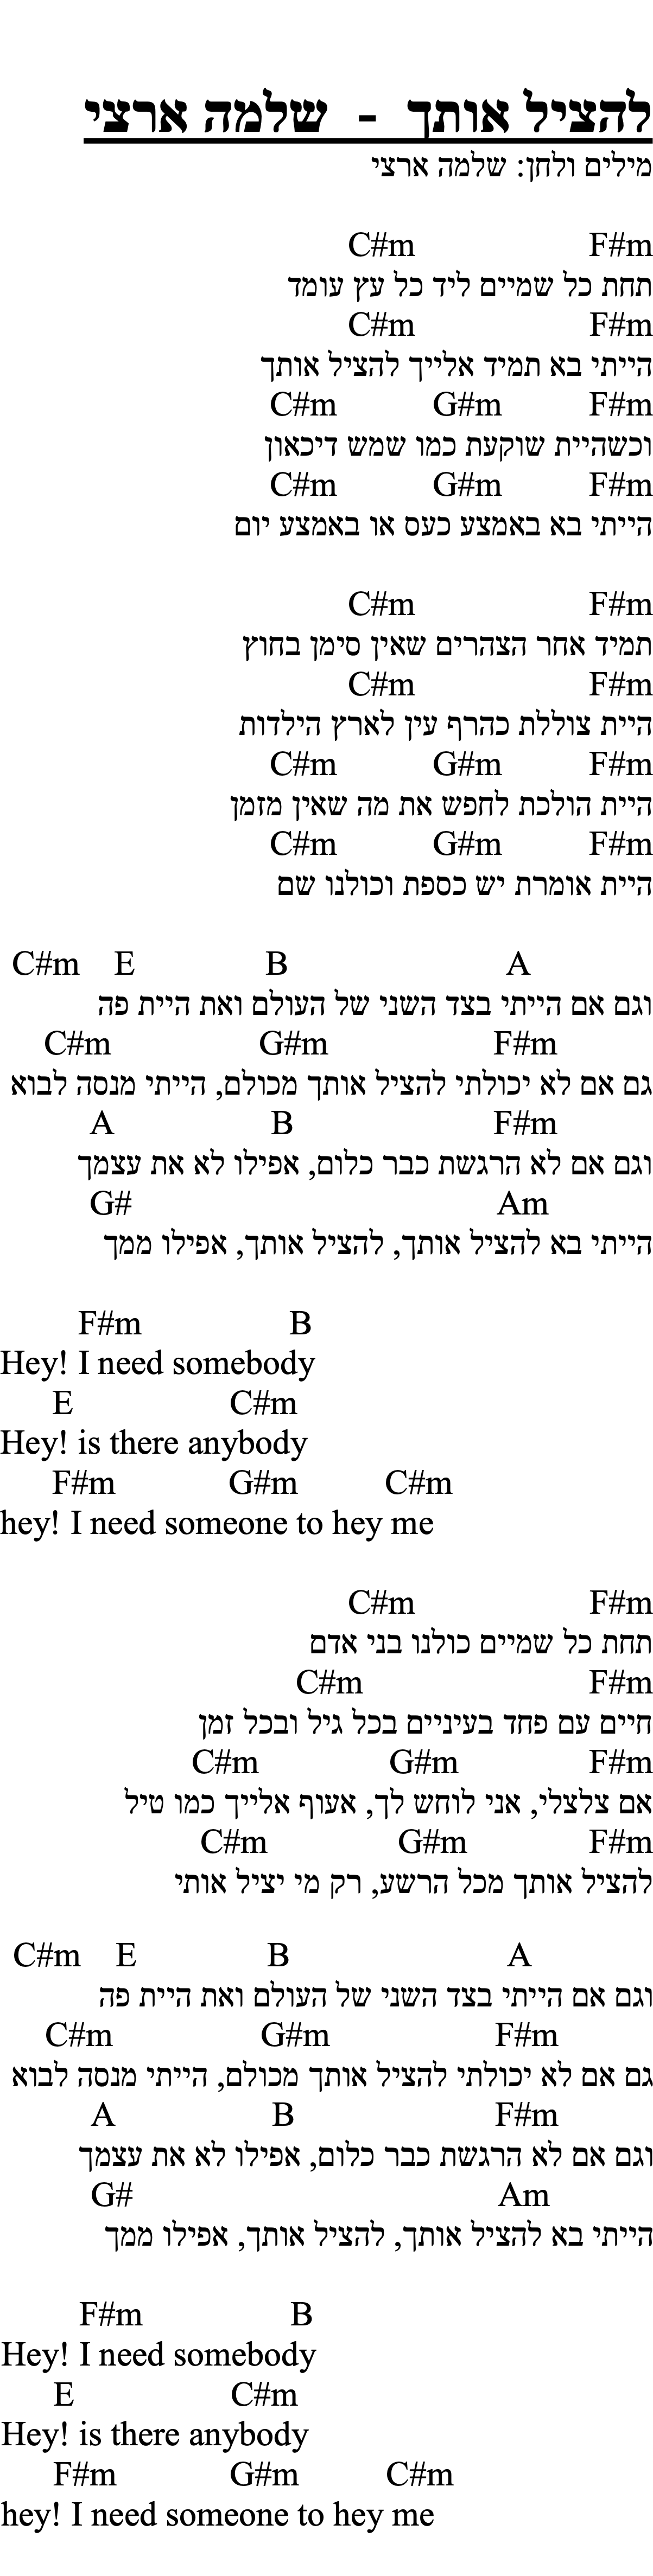 להציל אותך - שלמה ארצי
מילים ולחן: שלמה ארצי
F#m C#m
תחת כל שמיים ליד כל עץ עומד
F#m C#m
הייתי בא תמיד אלייך להציל אותך
F#m G#m C#m
וכשהיית שוקעת כמו שמש דיכאון
F#m G#m C#m
הייתי בא באמצע כעס או באמצע יום
F#m C#m
תמיד אחר הצהרים שאין סימן בחוץ
F#m C#m
היית צוללת כהרף עין לארץ הילדות
F#m G#m C#m
היית הולכת לחפש את מה שאין מזמן
F#m G#m C#m
היית אומרת יש כספת וכולנו שם
A B E C#m
וגם אם הייתי בצד השני של העולם ואת היית פה
F#m G#m C#m
גם אם לא יכולתי להציל אותך מכולם, הייתי מנסה לבוא
F#m B A
וגם אם לא הרגשת כבר כלום, אפילו לא את עצמך
Am G#
הייתי בא להציל אותך, להציל אותך, אפילו ממך
F#m B
Hey! I need somebody
E C#m
Hey! is there anybody
F#m G#m C#m
hey! I need someone to hey me
F#m C#m
תחת כל שמיים כולנו בני אדם
F#m C#m
חיים עם פחד בעיניים בכל גיל ובכל זמן
F#m G#m C#m
אם צלצלי, אני לוחש לך, אעוף אלייך כמו טיל
F#m G#m C#m
להציל אותך מכל הרשע, רק מי יציל אותי
A B E C#m
וגם אם הייתי בצד השני של העולם ואת היית פה
F#m G#m C#m
גם אם לא יכולתי להציל אותך מכולם, הייתי מנסה לבוא
F#m B A
וגם אם לא הרגשת כבר כלום, אפילו לא את עצמך
Am G#
הייתי בא להציל אותך, להציל אותך, אפילו ממך
F#m B
Hey! I need somebody
E C#m
Hey! is there anybody
F#m G#m C#m
hey! I need someone to hey me